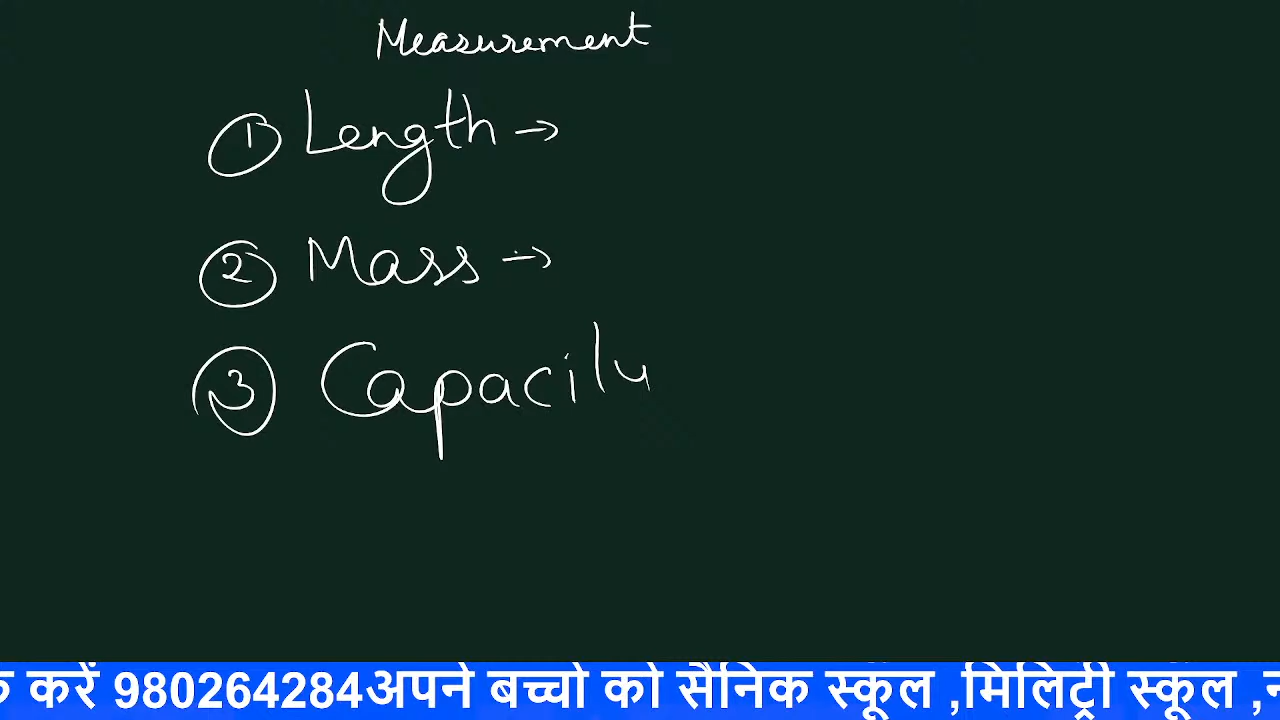 Measurement
① Length →
② Mass →
③ Capacity
क करें 980264284अपने बच्चो को सैनिक स्कूल ,मिलिट्री स्कूल ,न